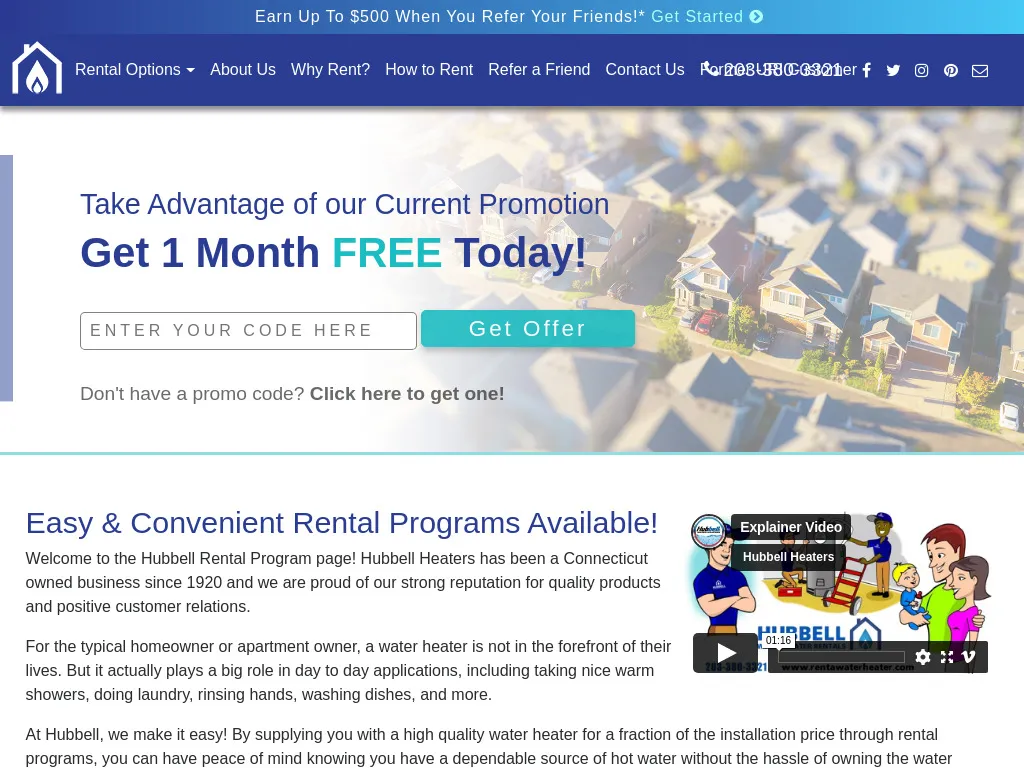 Earn Up To $500 When You Refer Your Friends!* Get Started
Rental Options About Us Why Rent? How to Rent Refer a Friend Contact Us Former URI Customer 203-380-3321
Take Advantage of our Current Promotion
Get 1 Month FREE Today!
ENTER YOUR CODE HERE Get Offer
Don't have a promo code? Click here to get one!
Easy & Convenient Rental Programs Available!
Welcome to the Hubbell Rental Program page! Hubbell Heaters has been a Connecticut
owned business since 1920 and we are proud of our strong reputation for quality products
and positive customer relations.
For the typical homeowner or apartment owner, a water heater is not in the forefront of their
lives. But it actually plays a big role in day to day applications, including taking nice warm
showers, doing laundry, rinsing hands, washing dishes, and more.
At Hubbell, we make it easy! By supplying you with a high quality water heater for a fraction of the installation price through rental
programs, you can have peace of mind knowing you have a dependable source of hot water without the hassle of owning the water
Hubbell
Explainer Video
Hubbell Heaters
HUBBELL
01:16
203-380-3321 www.rentawaterheater.com